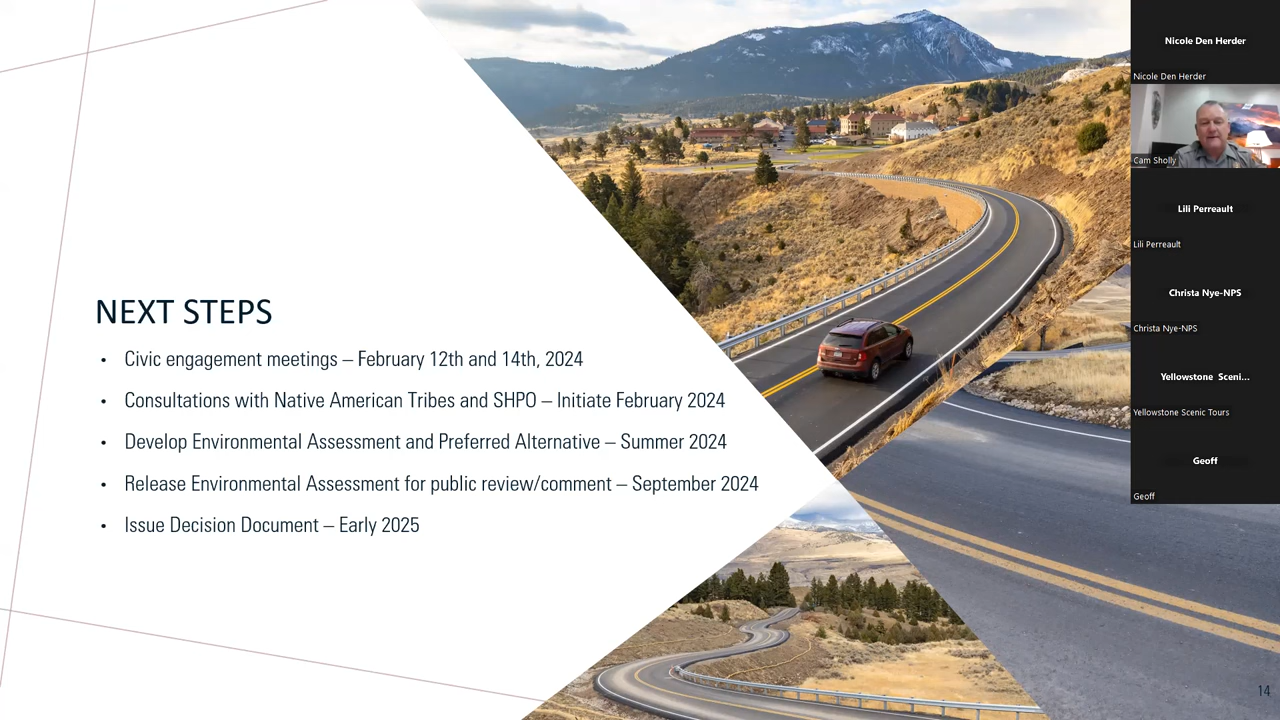 NEXT STEPS
• Civic engagement meetings – February 12th and 14th, 2024
• Consultations with Native American Tribes and SHPO – Initiate February 2024
• Develop Environmental Assessment and Preferred Alternative – Summer 2024
• Release Environmental Assessment for public review/comment – September 2024
• Issue Decision Document – Early 2025
Nicole Den Herder
Nicole Den Herder
Cam Sholly
Lili Perreault
Lili Perreault
Christa Nye-NPS
Christa Nye-NPS
Yellowstone Sceni...
Yellowstone Scenic Tours
Geoff
Geoff
14